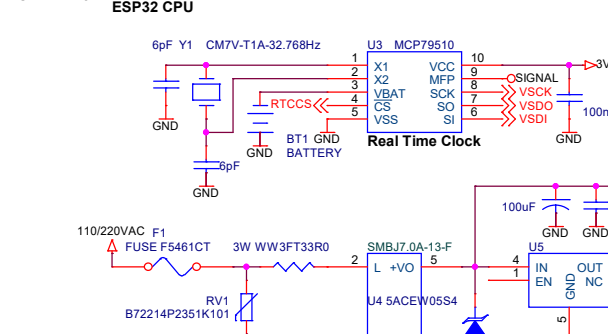 ESP32 CPU
6pF Y1 CM7V-T1A-32.768Hz
U3 MCP79510
1 X1 VCC 10
2 X2 MFP 9 SIGNAL
3 VBAT SCK 8 VSCK
RTCCS 4 CS SO 7 VSDO
5 VSS SI 6 VSDI
3V
100n
GND
BT1 GND
GND BATTERY
Real Time Clock
GND
6pF
GND
100uF
GND GND
110/220VAC F1
FUSE F5461CT
3W WW3FT33R0
SMBJ7.0A-13-F
U5
2 L +VO 5
4 IN OUT
1 EN NC
GND
5
RV1
B72214P2351K101
U4 5ACEW05S4